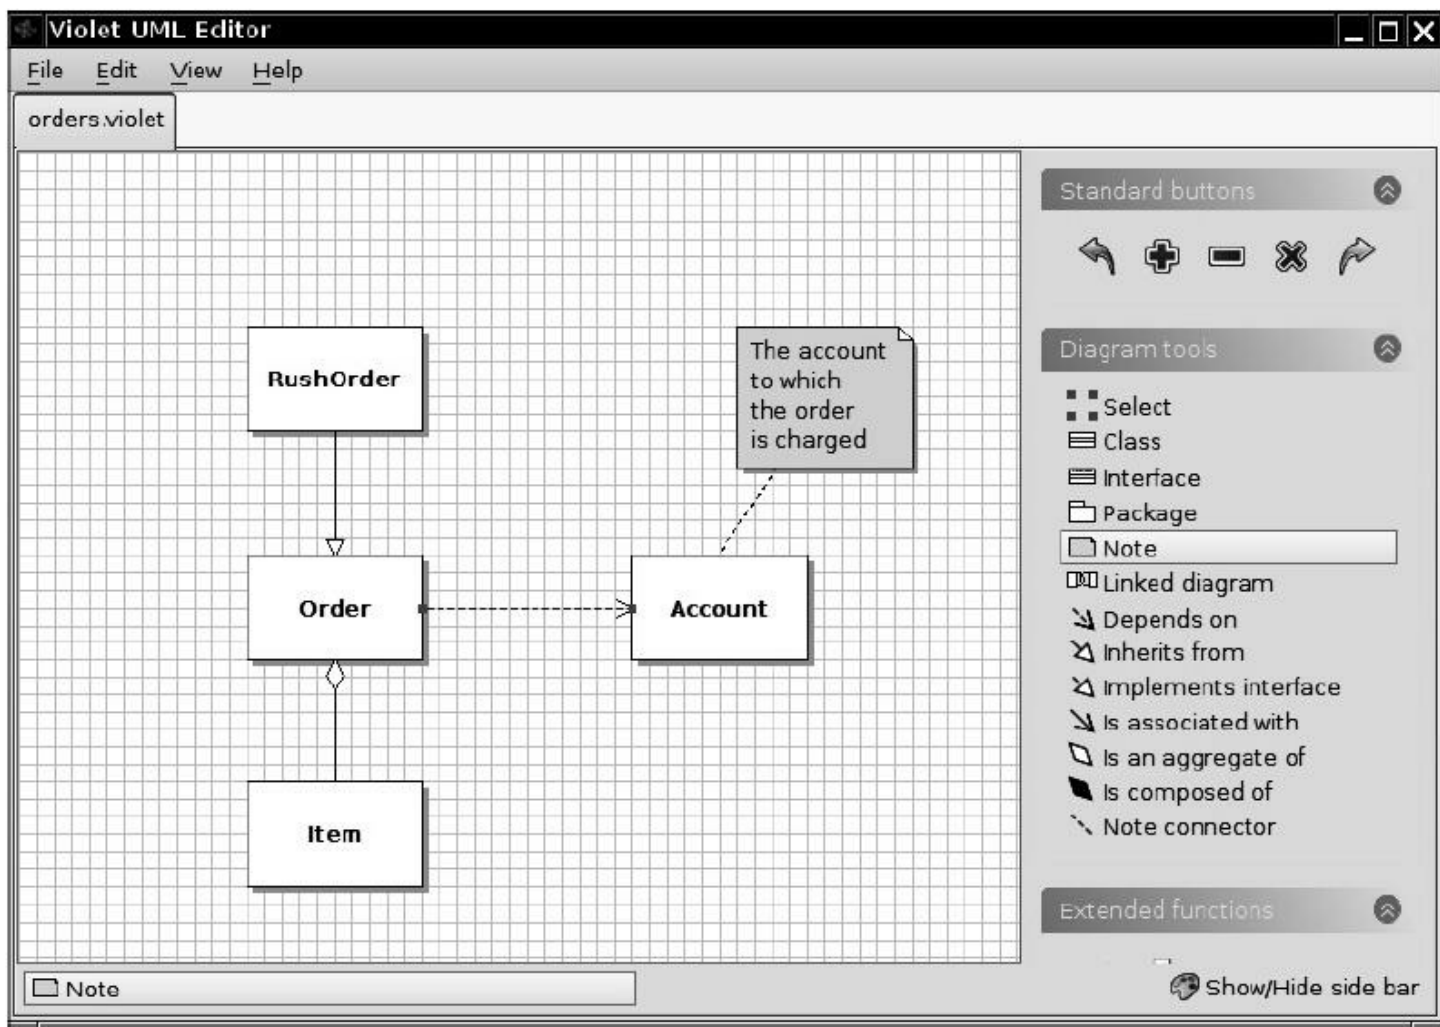 Violet UML Editor
File Edit View Help
orders.violet
RushOrder
The account
to which
the order
is charged
Order
Account
Item
Standard buttons
Diagram tools
Select
Class
Interface
Package
Note
Linked diagram
Depends on
Inherits from
Implements interface
Is associated with
Is an aggregate of
Is composed of
Note connector
Extended functions
Note
Show/Hide side bar